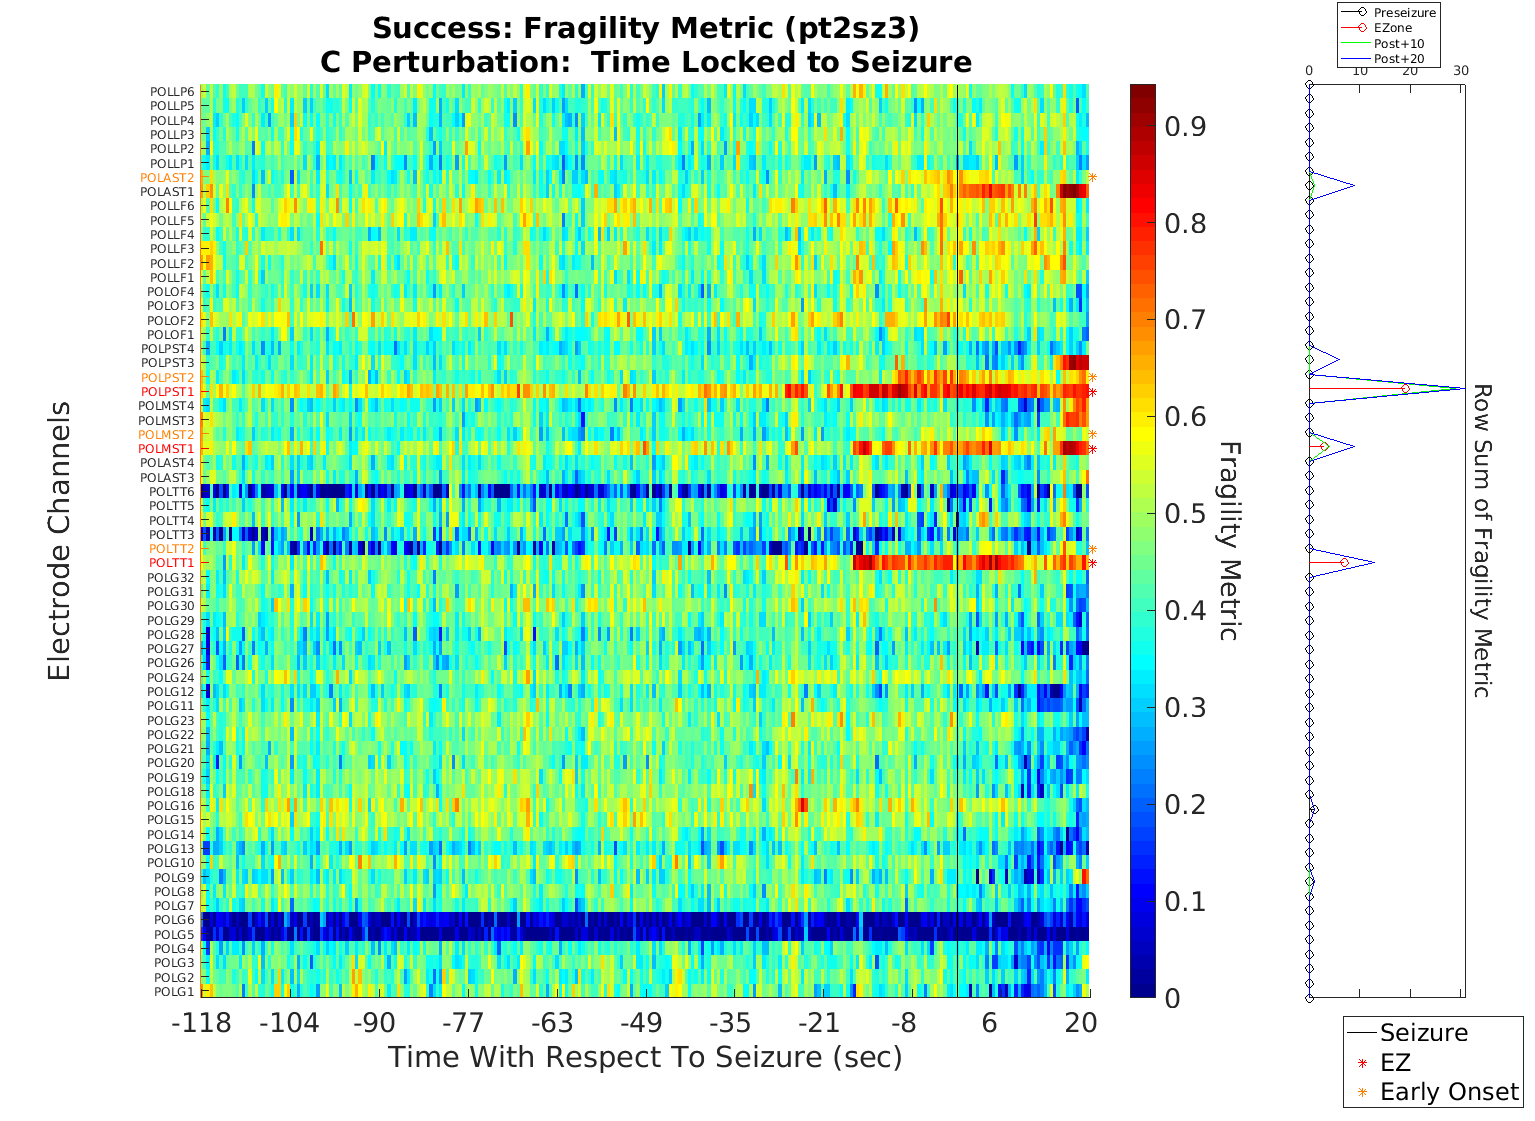 Success: Fragility Metric (pt2sz3)
C Perturbation:  Time Locked to Seizure
Electrode Channels
POLLP6
POLLP5
POLLP4
POLLP3
POLLP2
POLLP1
POLAST2
POLAST1
POLLF6
POLLF5
POLLF4
POLLF3
POLLF2
POLLF1
POLOF4
POLOF3
POLOF2
POLOF1
POLPST4
POLPST3
POLPST2
POLPST1
POLMST4
POLMST3
POLMST2
POLMST1
POLAST4
POLAST3
POLTT6
POLTT5
POLTT4
POLTT3
POLTT2
POLTT1
POLG32
POLG31
POLG30
POLG29
POLG28
POLG27
POLG26
POLG24
POLG12
POLG11
POLG23
POLG22
POLG21
POLG20
POLG19
POLG18
POLG16
POLG15
POLG14
POLG13
POLG10
POLG9
POLG8
POLG7
POLG6
POLG5
POLG4
POLG3
POLG2
POLG1
-118 -104 -90 -77 -63 -49 -35 -21 -8 6 20
Time With Respect To Seizure (sec)
0.9
0.8
0.7
0.6
0.5
0.4
0.3
0.2
0.1
0
Fragility Metric
Preseizure
EZone
Post+10
Post+20
0 10 20 30
Row Sum of Fragility Metric
Seizure
EZ
Early Onset